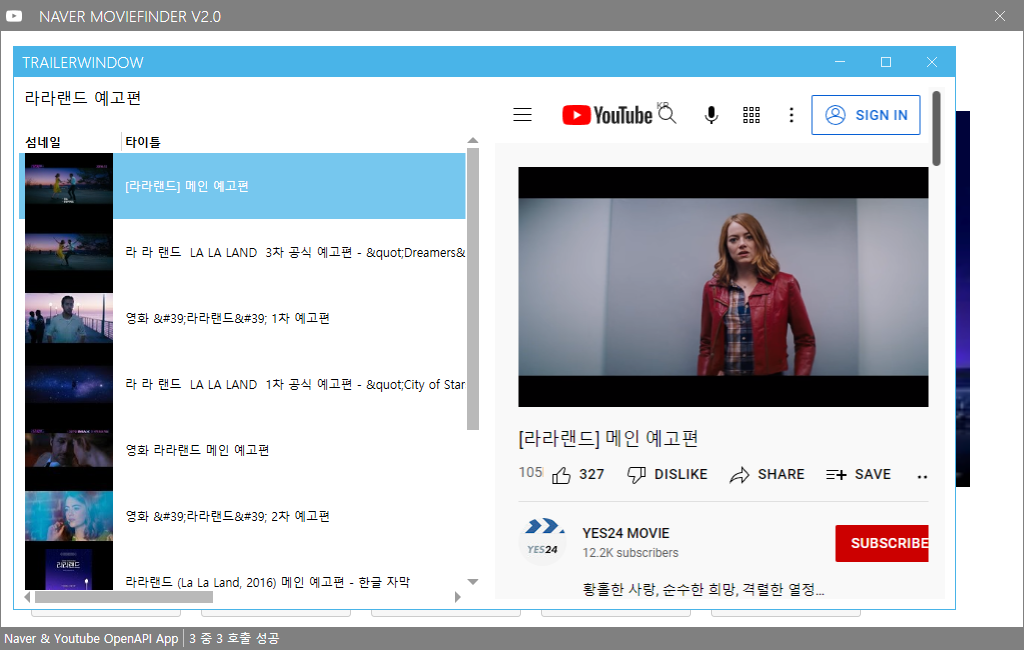 NAVER MOVIEFINDER V2.0
TRAILERWINDOW
라라랜드 예고편
섬네일 타이틀
[라라랜드] 메인 예고편
라 라 랜드 LA LA LAND 3차 공식 예고편 - &quot;Dreamers&
영화 &#39;라라랜드&#39; 1차 예고편
라 라 랜드 LA LA LAND 1차 공식 예고편 - &quot;City of Star
영화 라라랜드 메인 예고편
영화 &#39;라라랜드&#39; 2차 예고편
라라랜드
라라랜드 (La La Land, 2016) 메인 예고편 - 한글 자막
YouTube KR
SIGN IN
[라라랜드] 메인 예고편
105 327 DISLIKE SHARE SAVE
YES24
YES24 MOVIE
12.2K subscribers
SUBSCRIBE
황홀한 사랑, 순수한 희망, 격렬한 열정...
Naver & Youtube OpenAPI App 3 중 3 호출 성공